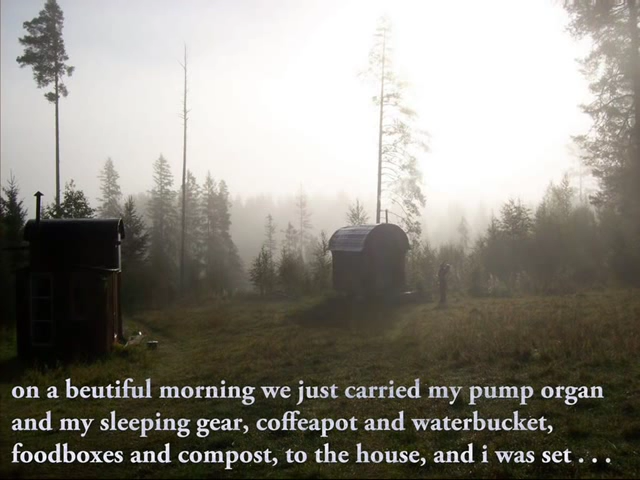 on a beutiful morning we just carried my pump organ
and my sleeping gear, coffeapot and waterbucket,
foodboxes and compost, to the house, and i was set . . .